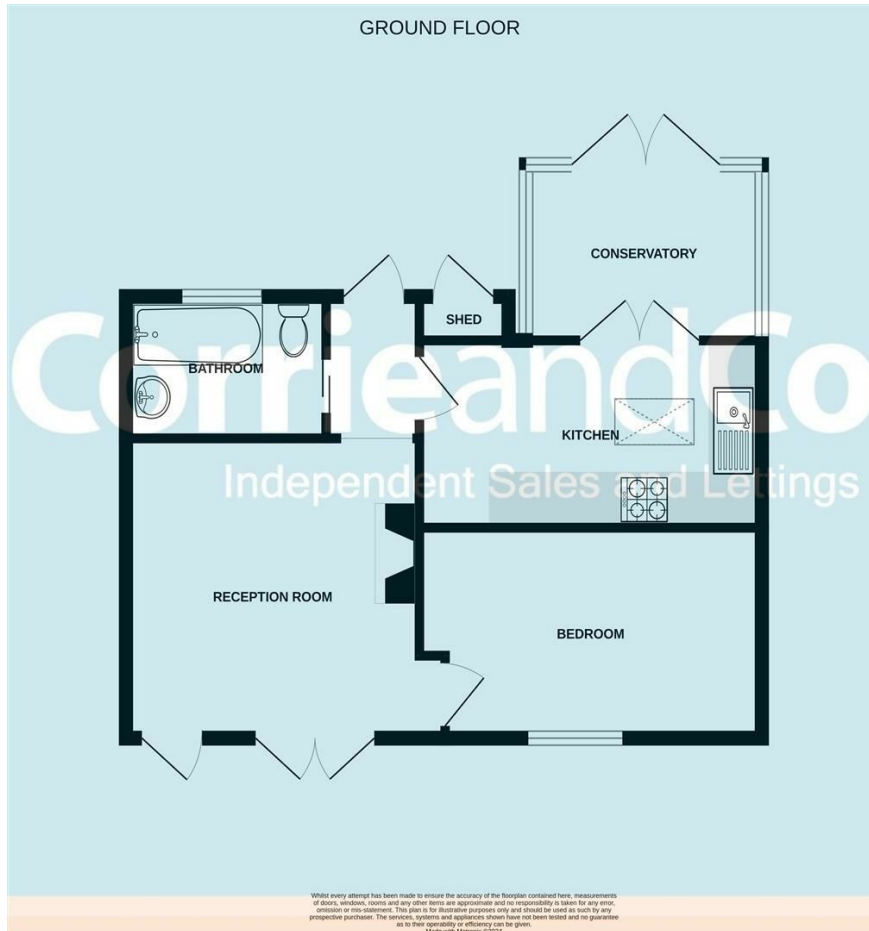 GROUND FLOOR
CONSERVATORY
SHED
BATHROOM
CorrieandCo
KITCHEN
Independent Sales and Lettings
RECEPTION ROOM
BEDROOM
Whilst every attempt has been made to ensure the accuracy of the floorplan contained here, measurements
of doors, windows, rooms and any other items are approximate and no responsibility is taken for any error,
omission or mis-statement. This plan is for illustrative purposes only and should be used as such by any
prospective purchaser. The services, systems and appliances shown have not been tested and no guarantee
as to their operability or efficiency can be given.
Made with Metropix ©2024